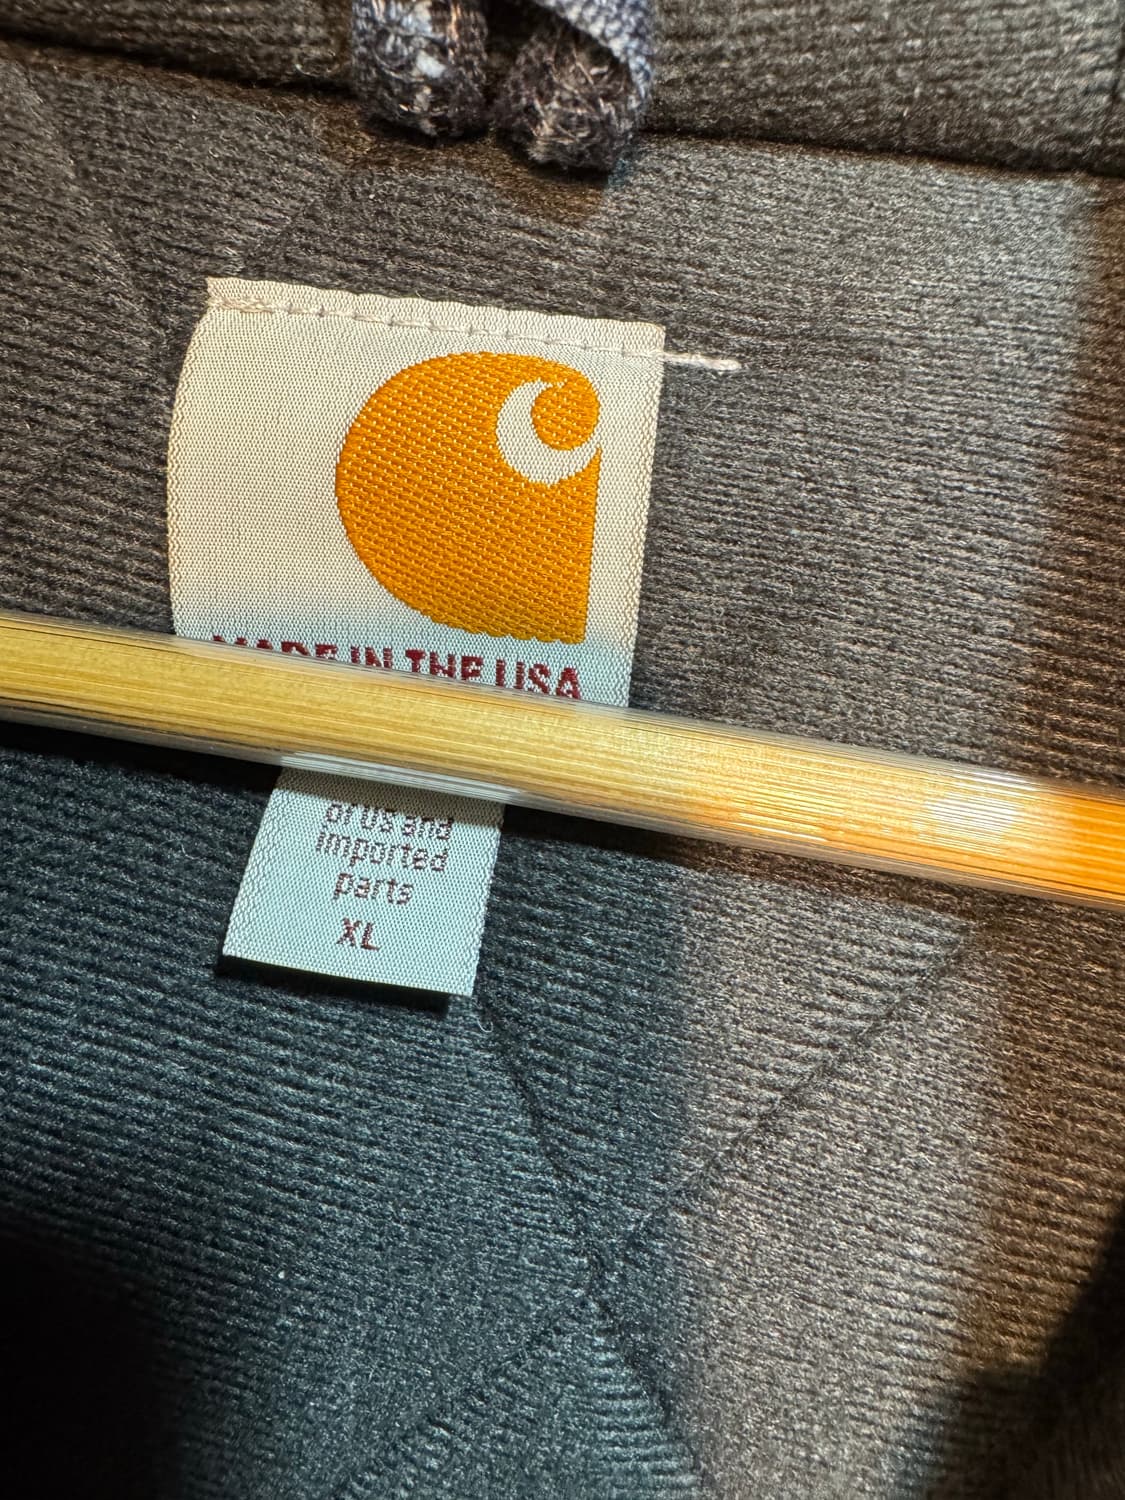 MADE IN THE USA
of US and
imported
parts
XL